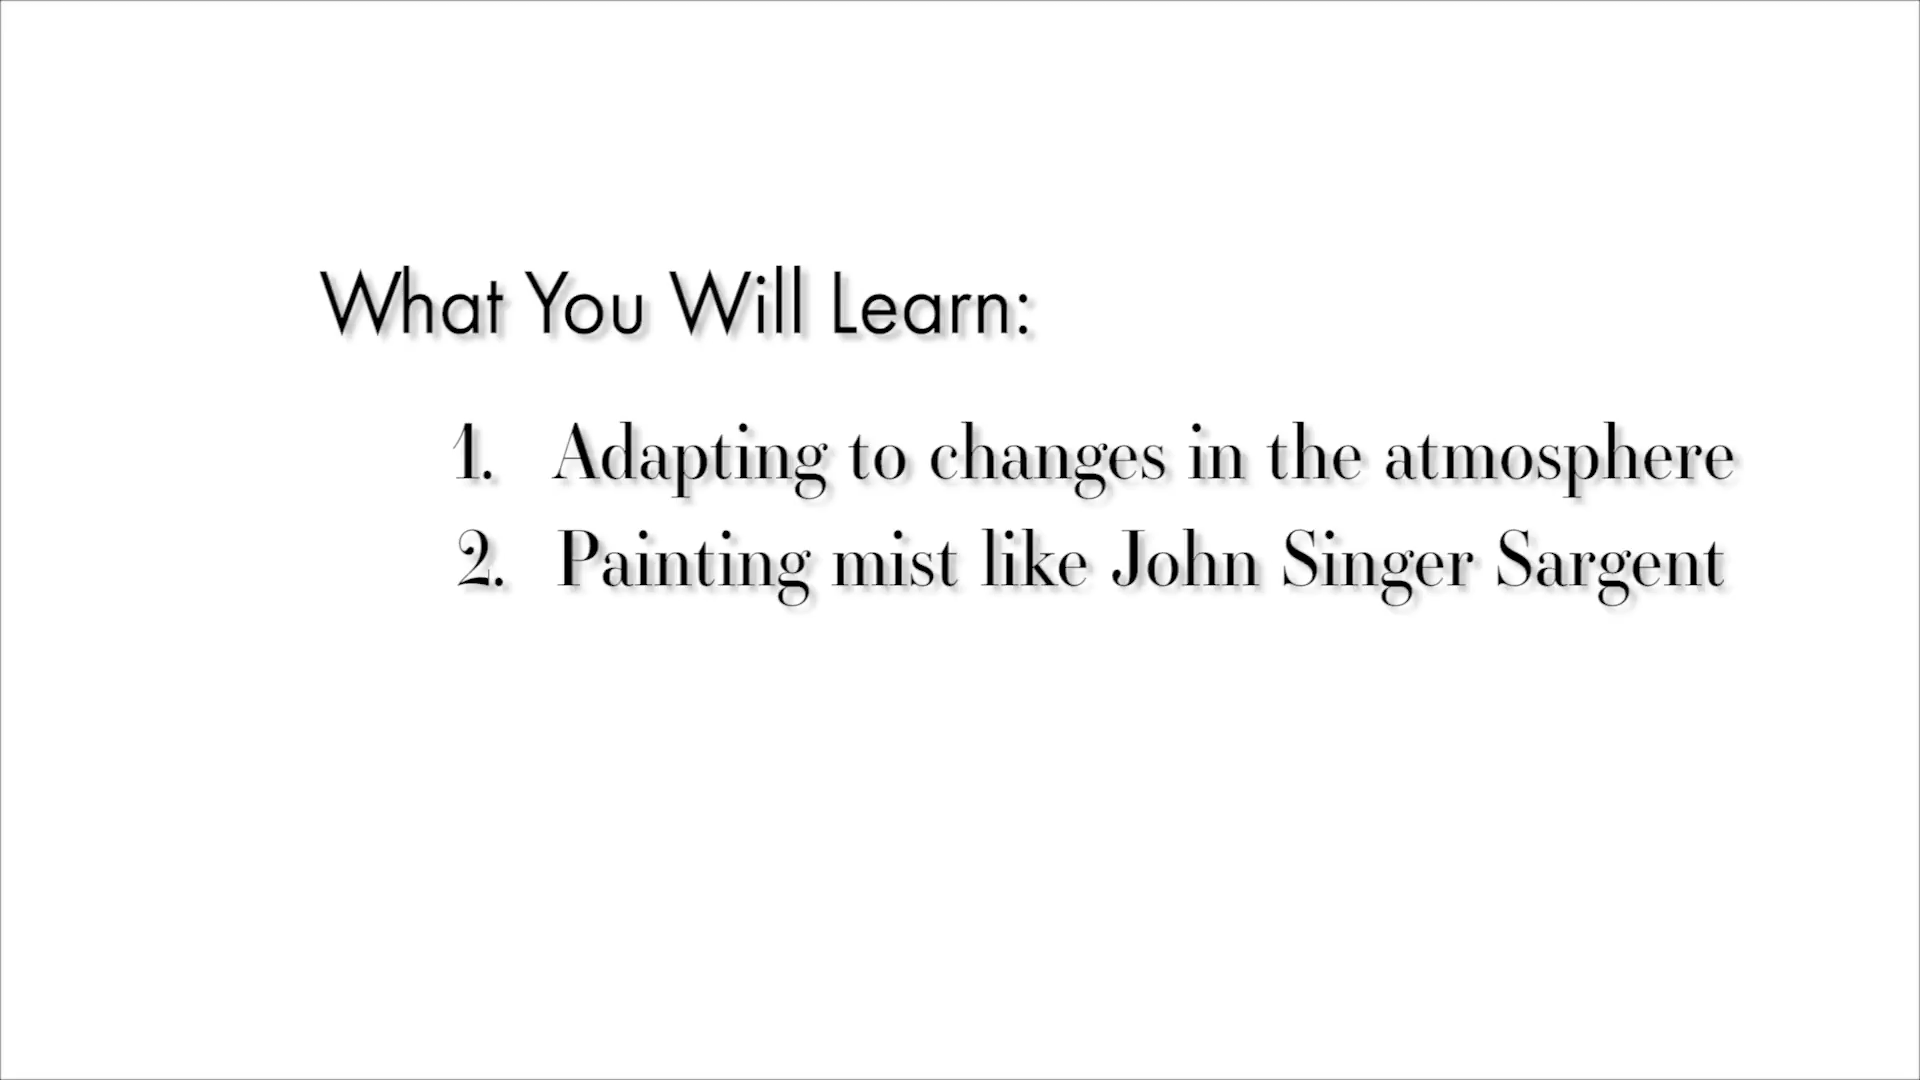 What You Will Learn:
1. Adapting to changes in the atmosphere
2. Painting mist like John Singer Sargent